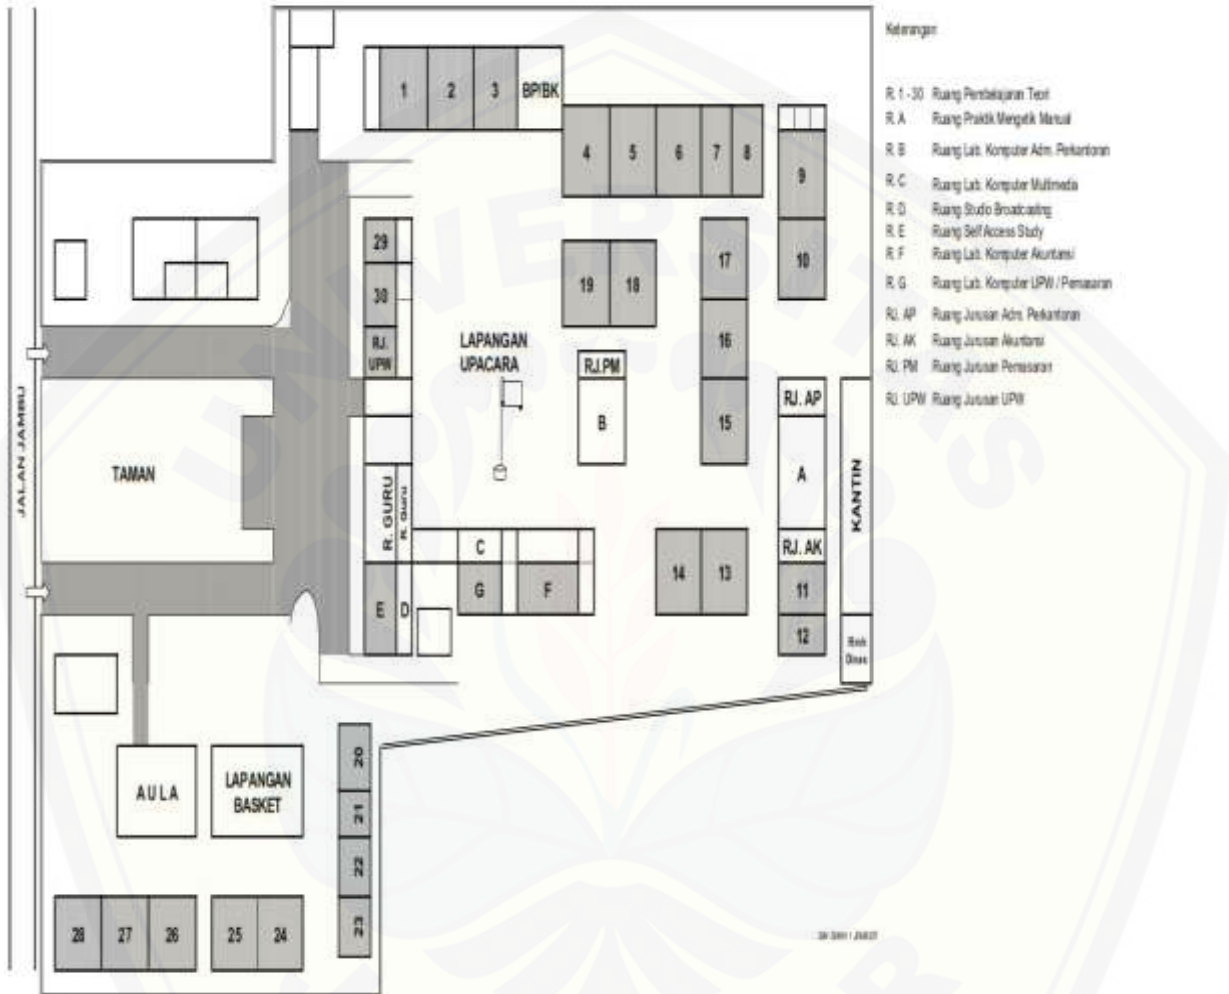 Keterangan
R. 1 - 30 Ruang Pembelajaran Teori
R. A Ruang Praktik Mengetik Manual
R. B Ruang Lab. Komputer Adm. Perkantoran
R. C Ruang Lab. Komputer Multimedia
R. D Ruang Studio Broadcasting
R. E Ruang Self Access Study
R. F Ruang Lab. Komputer Akuntansi
R. G Ruang Lab. Komputer UPW / Pemasaran
RJ. AP Ruang Jurusan Adm. Perkantoran
RJ. AK Ruang Jurusan Akuntansi
RJ. PM Ruang Jurusan Pemasaran
RJ. UPW Ruang Jurusan UPW
1 2 3 BP/BK
4 5 6 7 8
9
10
17
16
15
19 18
29
30
RJ.
UPW
LAPANGAN
UPACARA
RJ.PM
B
RJ. AP
A
RJ. AK
11
12
KANTIN
Dinas
JALAN JAMBU
TAMAN
R. GURU
R. Guru
C
G
F
E
D
14 13
AULA
LAPANGAN
BASKET
20
21
22
23
28 27 26 25 24
UNIVERSITAS